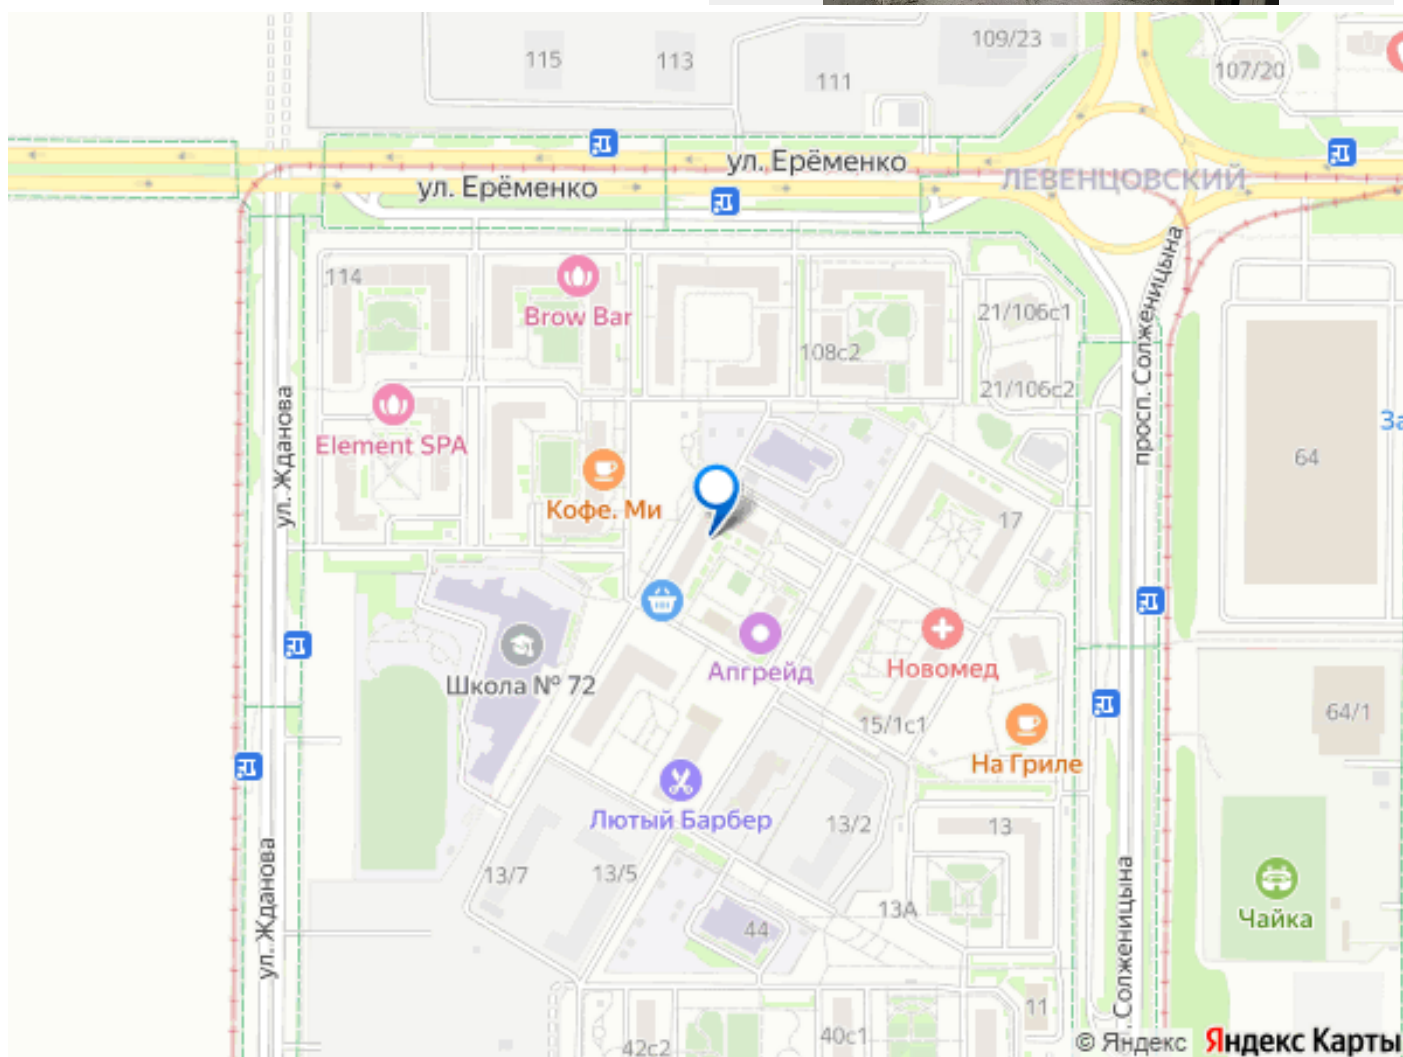 115
113
109/23
111
107/20
ул. Ерёменко
ул. Ерёменко
ЛЕВЕНЦОВСКИЙ
114
Brow Bar
108с2
21/106с1
21/106с2
просп. Солженицына
ул. Жданова
Element SPA
Кофе. Ми
За
64
17
Школа № 72
Апгрейд
Новомед
15/1с1
64/1
На Гриле
Лютый Барбер
13/2
13
13/7
13/5
13А
44
Чайка
ул. Жданова
. Солженицына
11
40с1
42с2
© Яндекс Яндекс Карты